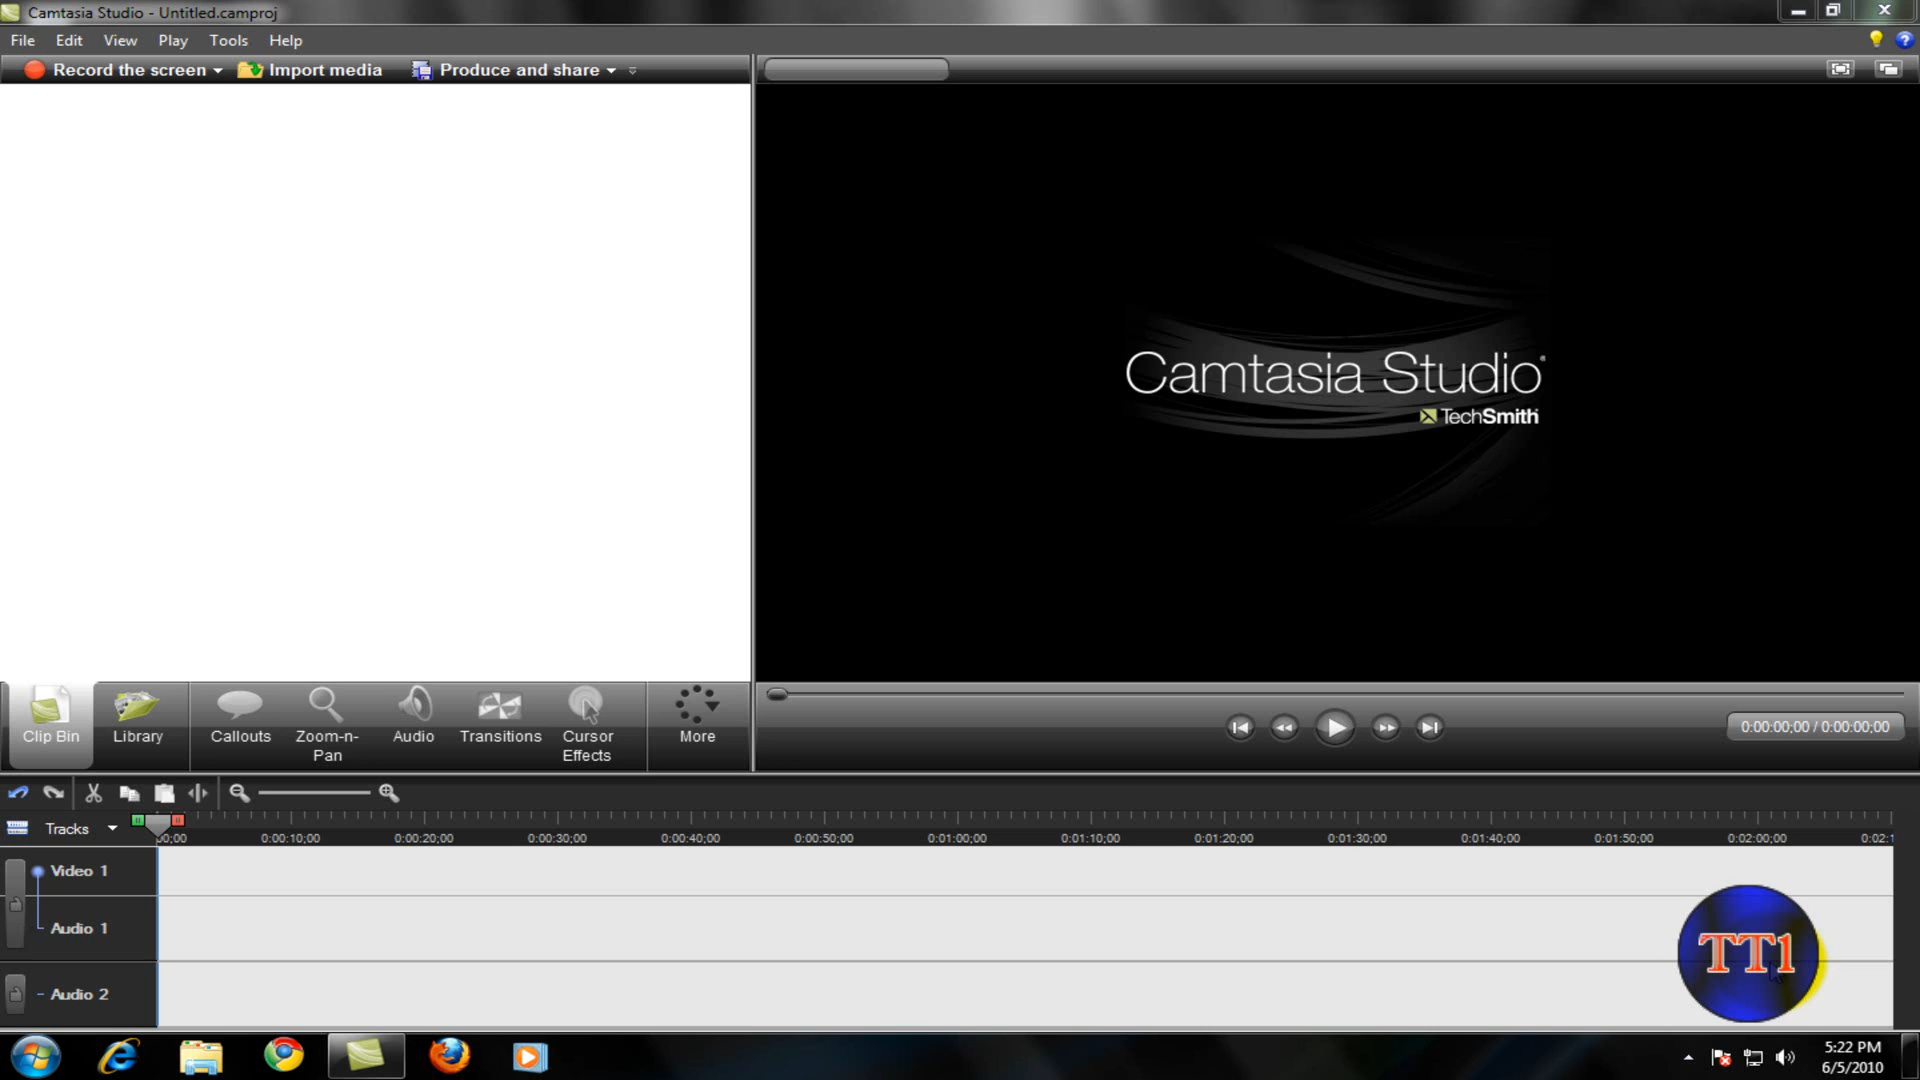 Camtasia Studio - Untitled.camproj
File Edit View Play Tools Help
Record the screen Import media Produce and share
Camtasia Studio®
TechSmith
Clip Bin Library Callouts Zoom-n-Pan Audio Transitions Cursor Effects More
0:00:00;00 / 0:00:00;00
Tracks
00;00 0:00:10;00 0:00:20;00 0:00:30;00 0:00:40;00 0:00:50;00 0:01:00;00 0:01:10;00 0:01:20;00 0:01:30;00 0:01:40;00 0:01:50;00 0:02:00;00 0:02:1
Video 1
Audio 1
TT1
Audio 2
5:22 PM
6/5/2010